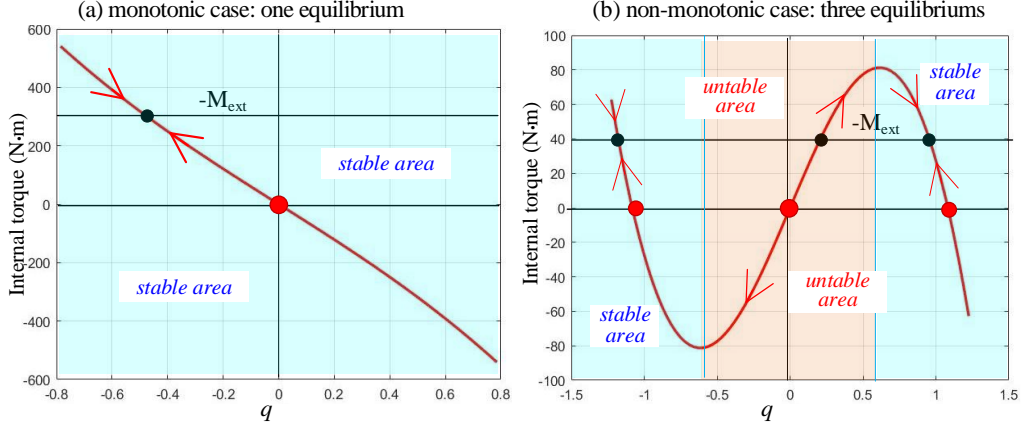 (a) monotonic case: one equilibrium
Internal torque (N•m)
600
400
200
0
200
-400
-600
-0.8
-0.6
-0.4
-0.2
0
0.2
0.4
0.6
0.8
q
-Mext
stable area
stable area
(b) non-monotonic case: three equilibriums
Internal torque (N•m)
100
80
60
40
20
0
-20
-40
-60
-80
-100
-1.5
-1
-0.5
0
0.5
1
1.5
q
untable
area
stable
area
-Mext
untable
area
stable
area